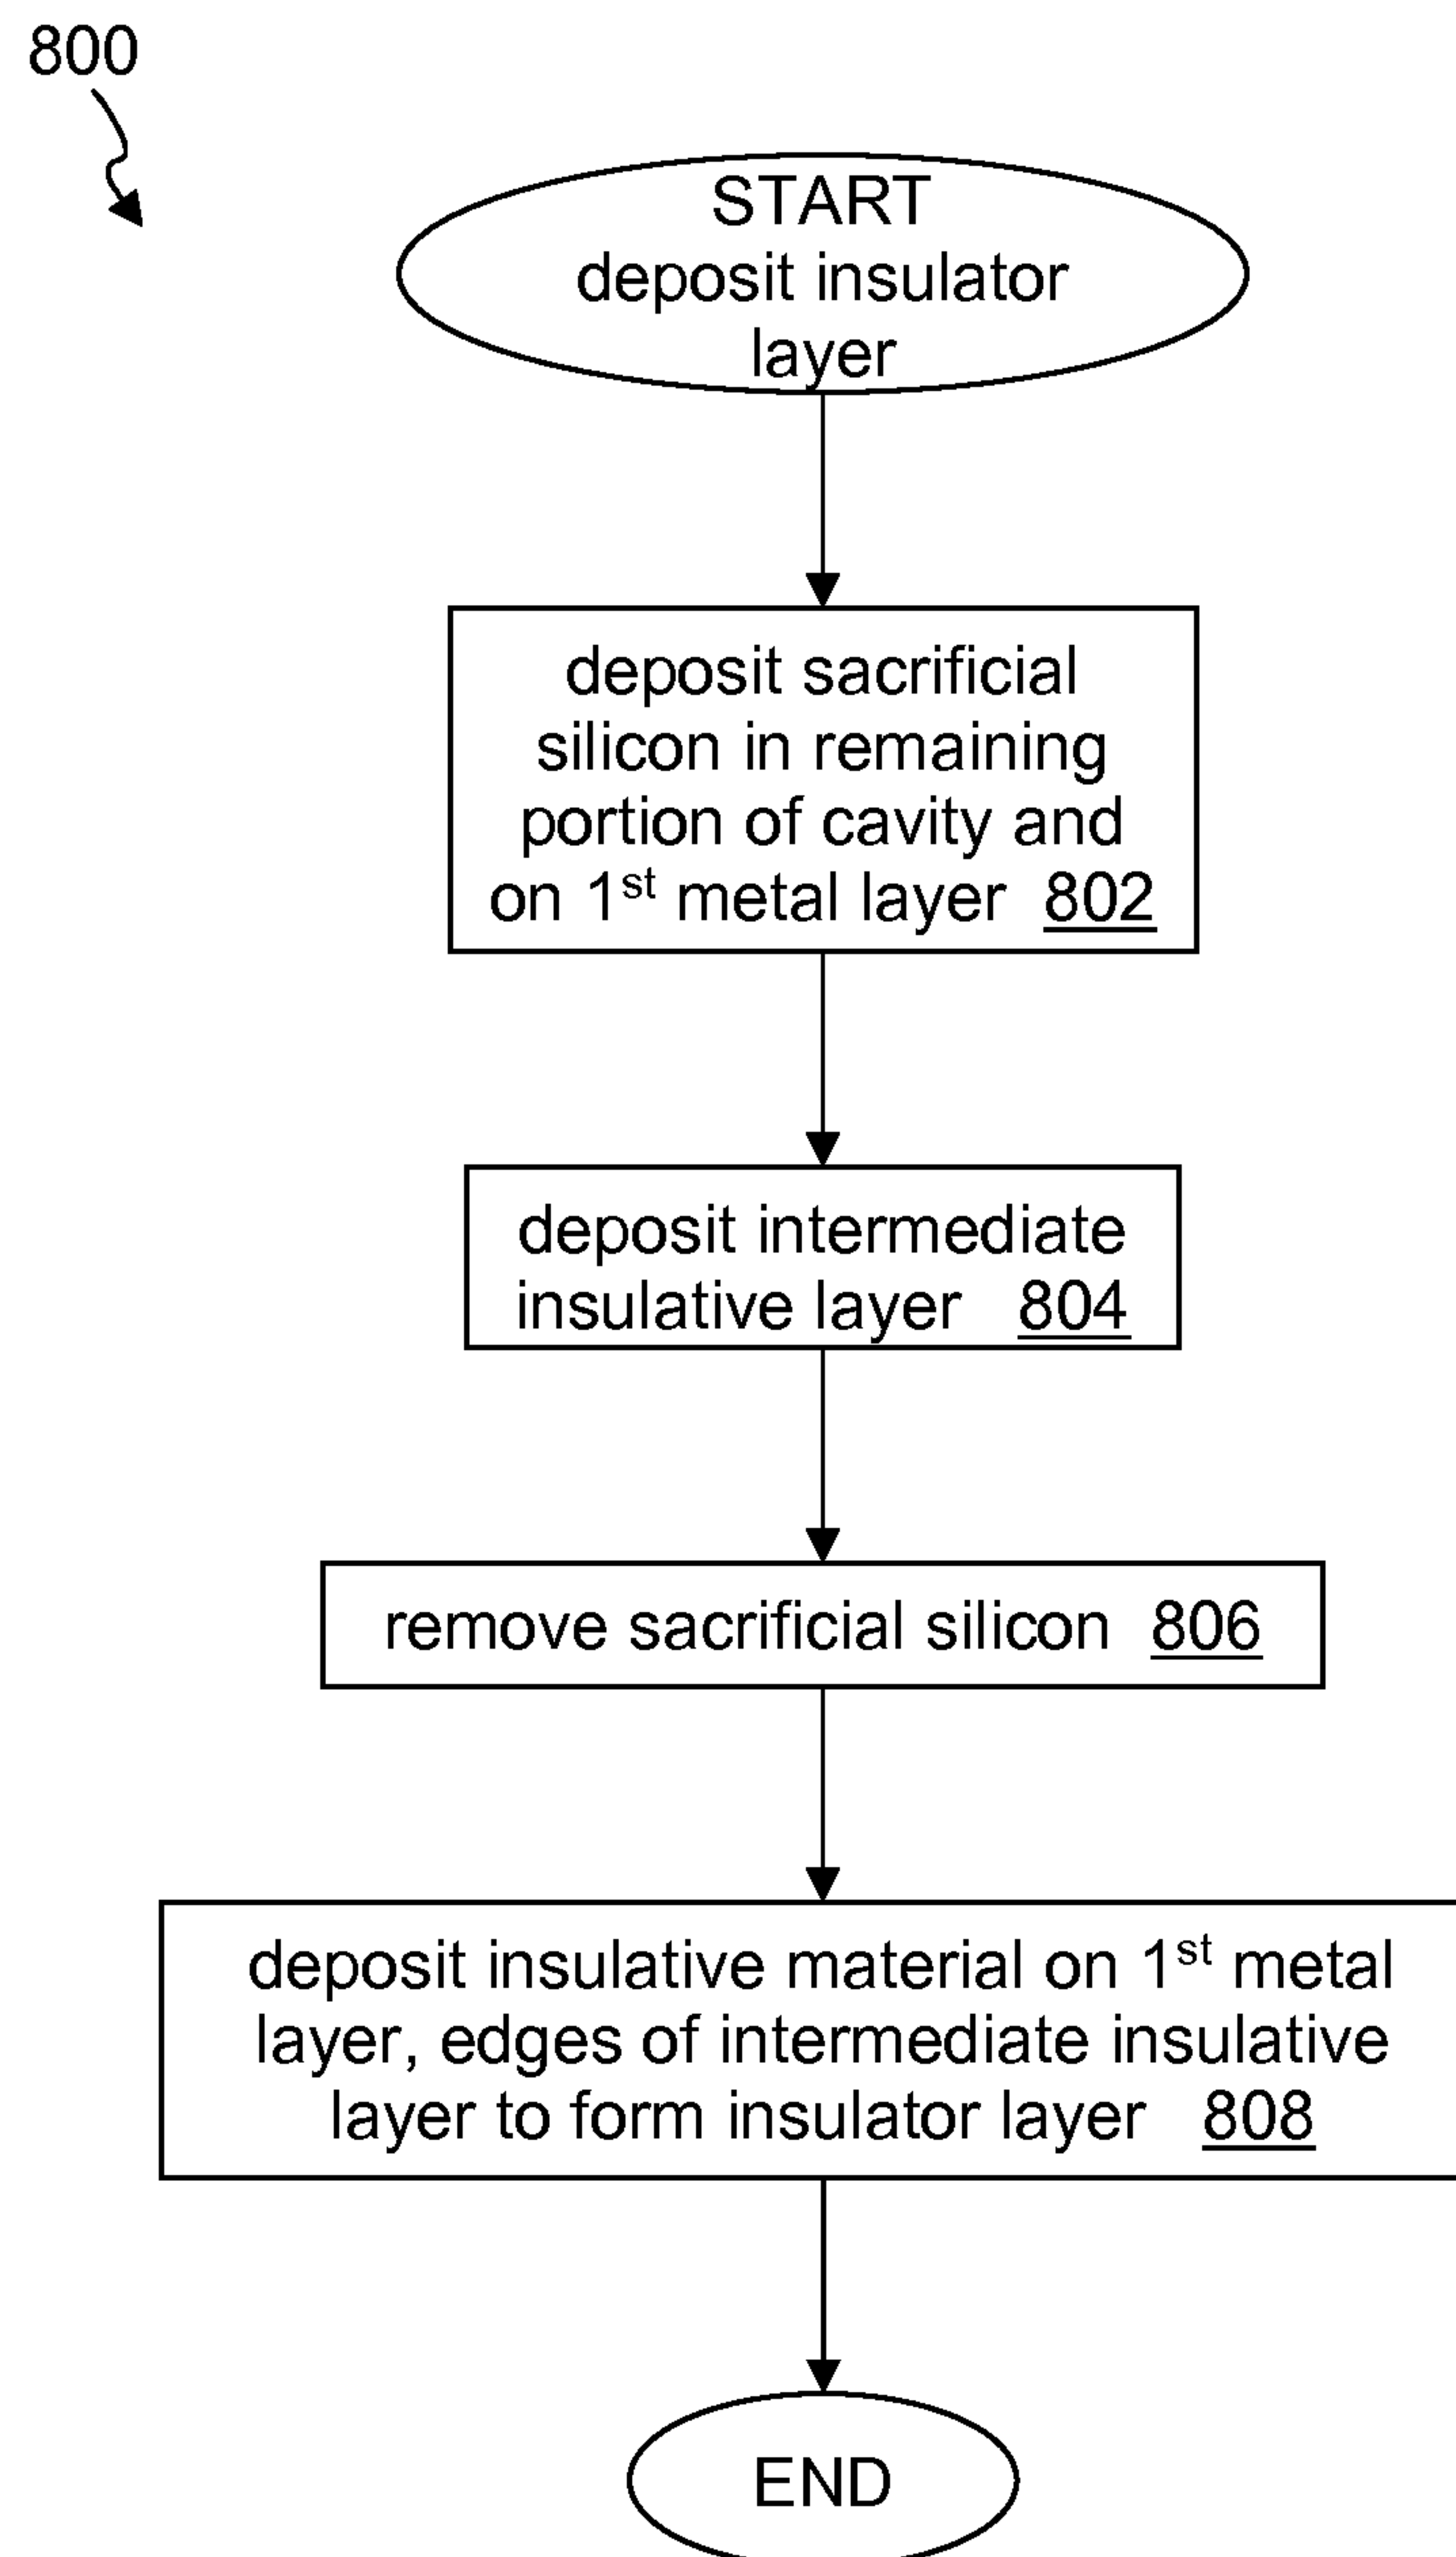 800
START
deposit insulator
layer
deposit sacrificial
silicon in remaining
portion of cavity and
on 1st metal layer 802
deposit intermediate
insulative layer 804
remove sacrificial silicon 806
deposit insulative material on 1st metal
layer, edges of intermediate insulative
layer to form insulator layer 808
END